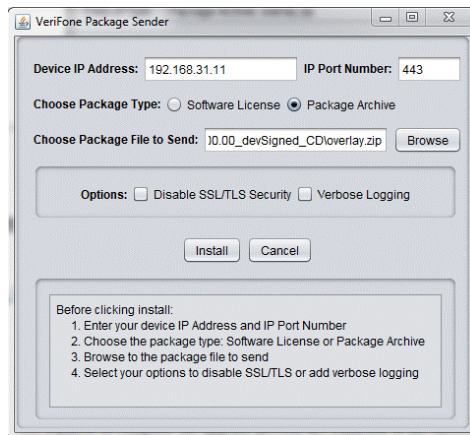 VeriFone Package Sender
Device IP Address: 192.168.31.11 IP Port Number: 443
Choose Package Type: Software License Package Archive
Choose Package File to Send: )0.00_devSigned_CD\overlay.zip Browse
Options: Disable SSL/TLS Security Verbose Logging
Install Cancel
Before clicking install:
1. Enter your device IP Address and IP Port Number
2. Choose the package type: Software License or Package Archive
3. Browse to the package file to send
4. Select your options to disable SSL/TLS or add verbose logging